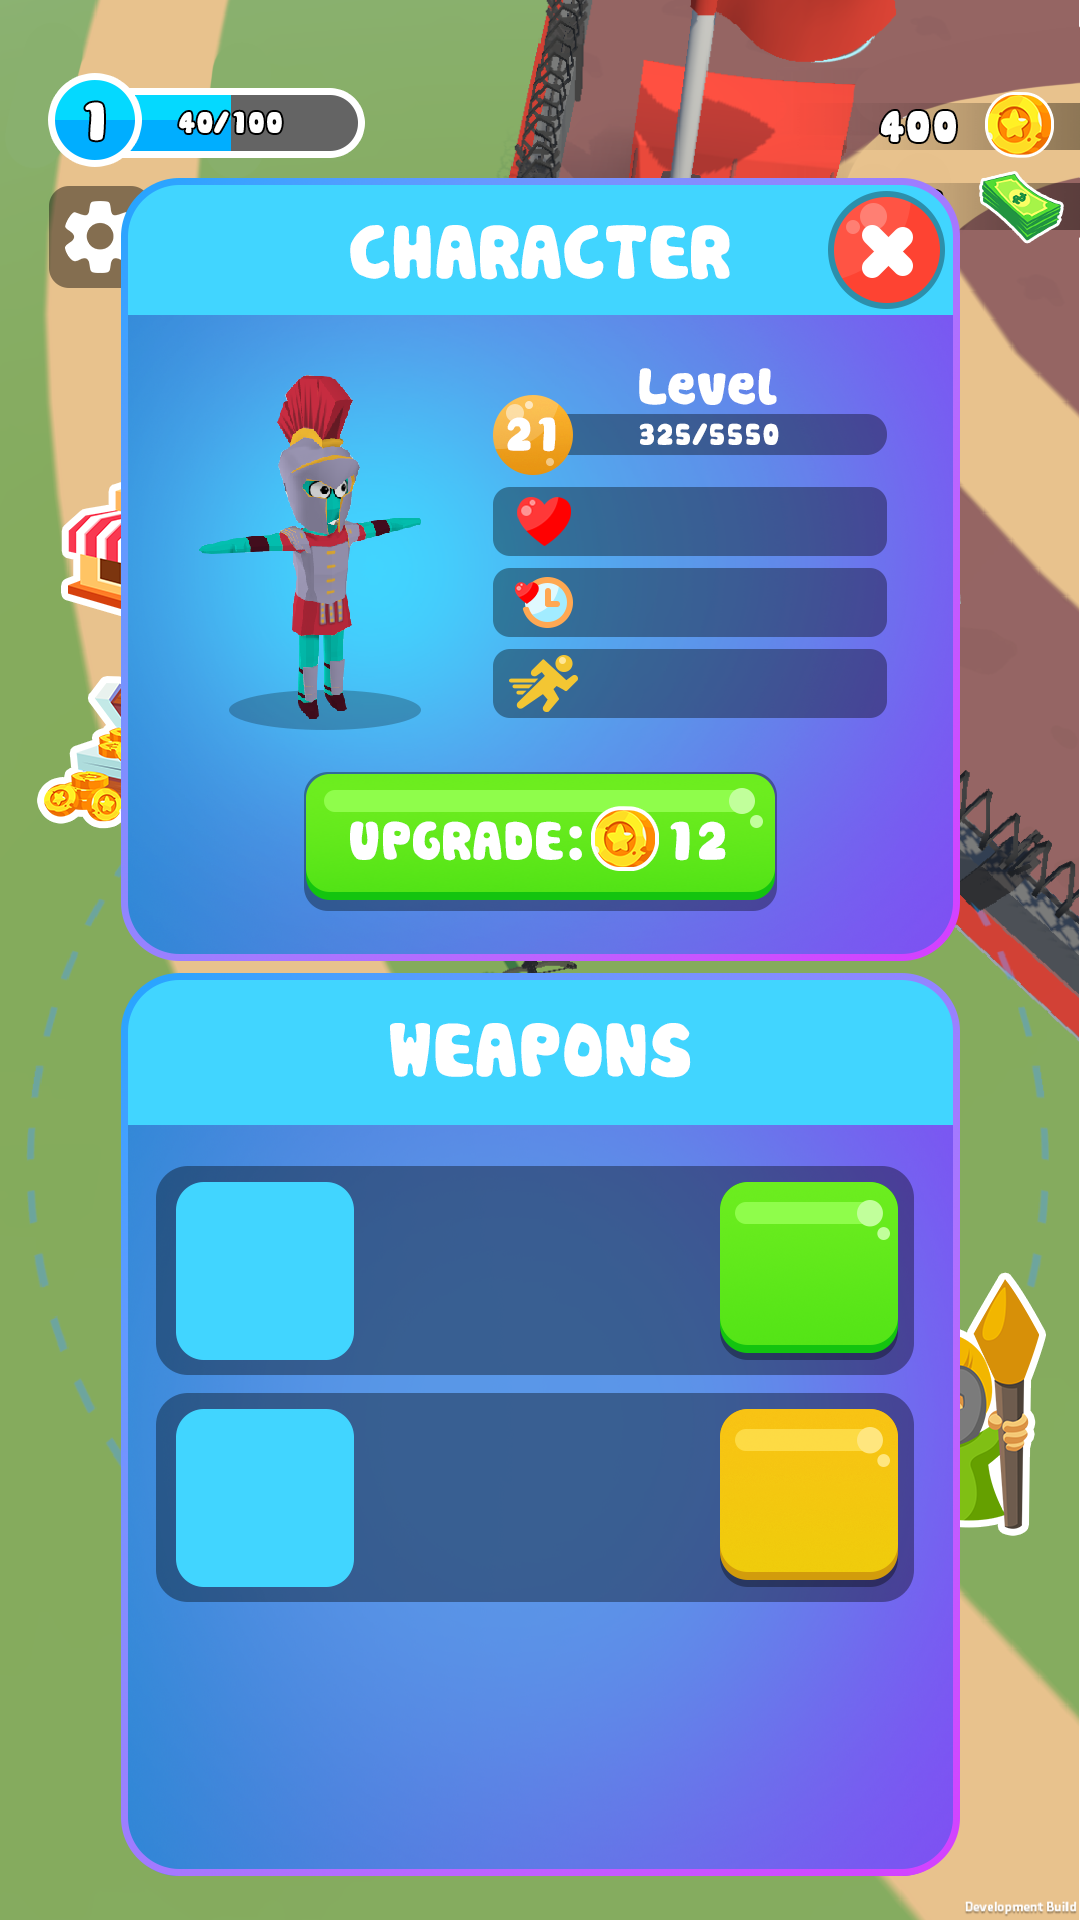 1
40/100
400
CHARACTER
Level
21
325/5550
UPGRADE: 12
WEAPONS
Development Build